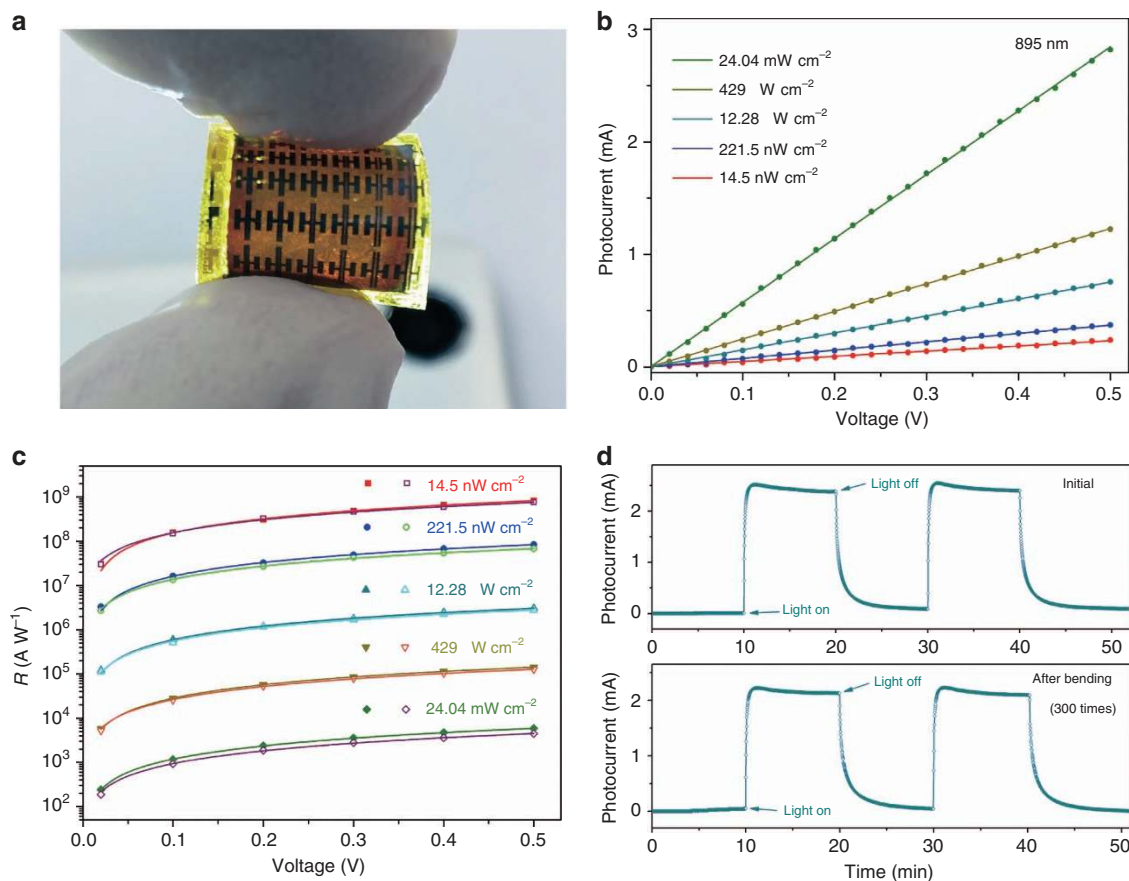 a
b
895 nm
24.04 mW cm⁻²
429 W cm⁻²
12.28 W cm⁻²
221.5 nW cm⁻²
14.5 nW cm⁻²
Photocurrent (mA)
3
2
1
0
0.0 0.1 0.2 0.3 0.4 0.5
Voltage (V)
c
R (A W⁻¹)
10⁹
10⁸
10⁷
10⁶
10⁵
10⁴
10³
10²
14.5 nW cm⁻²
221.5 nW cm⁻²
12.28 W cm⁻²
429 W cm⁻²
24.04 mW cm⁻²
0.0 0.1 0.2 0.3 0.4 0.5
Voltage (V)
d
Photocurrent (mA)
2
1
0
Light off
Initial
Light on
Photocurrent (mA)
2
1
0
Light off
After bending
(300 times)
Light on
0 10 20 30 40 50
Time (min)